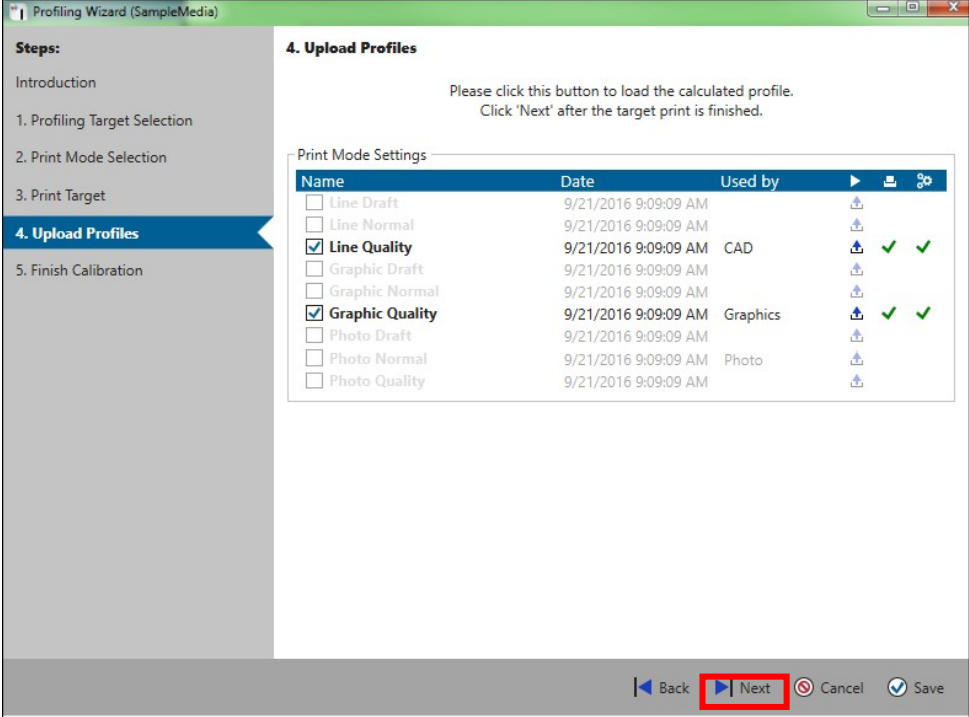 Profiling Wizard (SampleMedia)
Steps:
Introduction
1. Profiling Target Selection
2. Print Mode Selection
3. Print Target
4. Upload Profiles
5. Finish Calibration
4. Upload Profiles
Please click this button to load the calculated profile.
Click 'Next' after the target print is finished.
Print Mode Settings
Name Date Used by
Line Draft 9/21/2016 9:09:09 AM
Line Normal 9/21/2016 9:09:09 AM
Line Quality 9/21/2016 9:09:09 AM CAD
Graphic Draft 9/21/2016 9:09:09 AM
Graphic Normal 9/21/2016 9:09:09 AM
Graphic Quality 9/21/2016 9:09:09 AM Graphics
Photo Draft 9/21/2016 9:09:09 AM
Photo Normal 9/21/2016 9:09:09 AM Photo
Photo Quality 9/21/2016 9:09:09 AM
Back Next Cancel Save